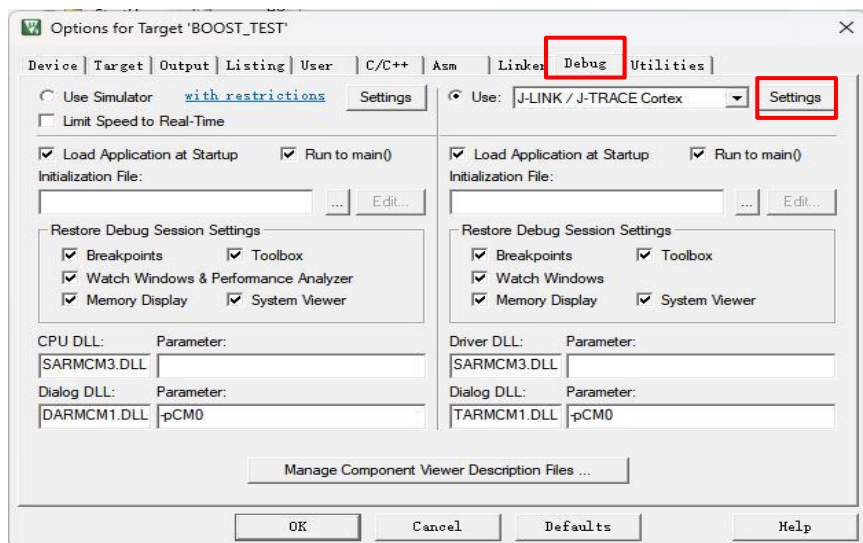 Options for Target 'BOOST_TEST'
Device | Target | Output | Listing | User | C/C++ | Asm | Linker Debug Utilities |
Use Simulator with restrictions Settings
Limit Speed to Real-Time
Use: J-LINK / J-TRACE Cortex Settings
Load Application at Startup Run to main()
Initialization File:
... Edit...
Restore Debug Session Settings
Breakpoints Toolbox
Watch Windows & Performance Analyzer
Memory Display System Viewer
CPU DLL: Parameter:
SARMCM3.DLL
Dialog DLL: Parameter:
DARMCM1.DLL -pCM0
Load Application at Startup Run to main()
Initialization File:
... Edit...
Restore Debug Session Settings
Breakpoints Toolbox
Watch Windows
Memory Display System Viewer
Driver DLL: Parameter:
SARMCM3.DLL
Dialog DLL: Parameter:
TARMCM1.DLL -pCM0
Manage Component Viewer Description Files ...
OK Cancel Defaults Help